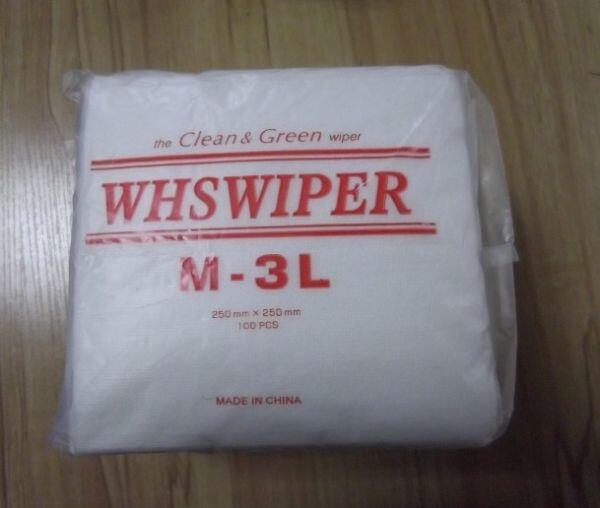 the Clean & Green wiper
WHSWIPER
M-3L
250 mm × 250 mm
100 PCS
MADE IN CHINA